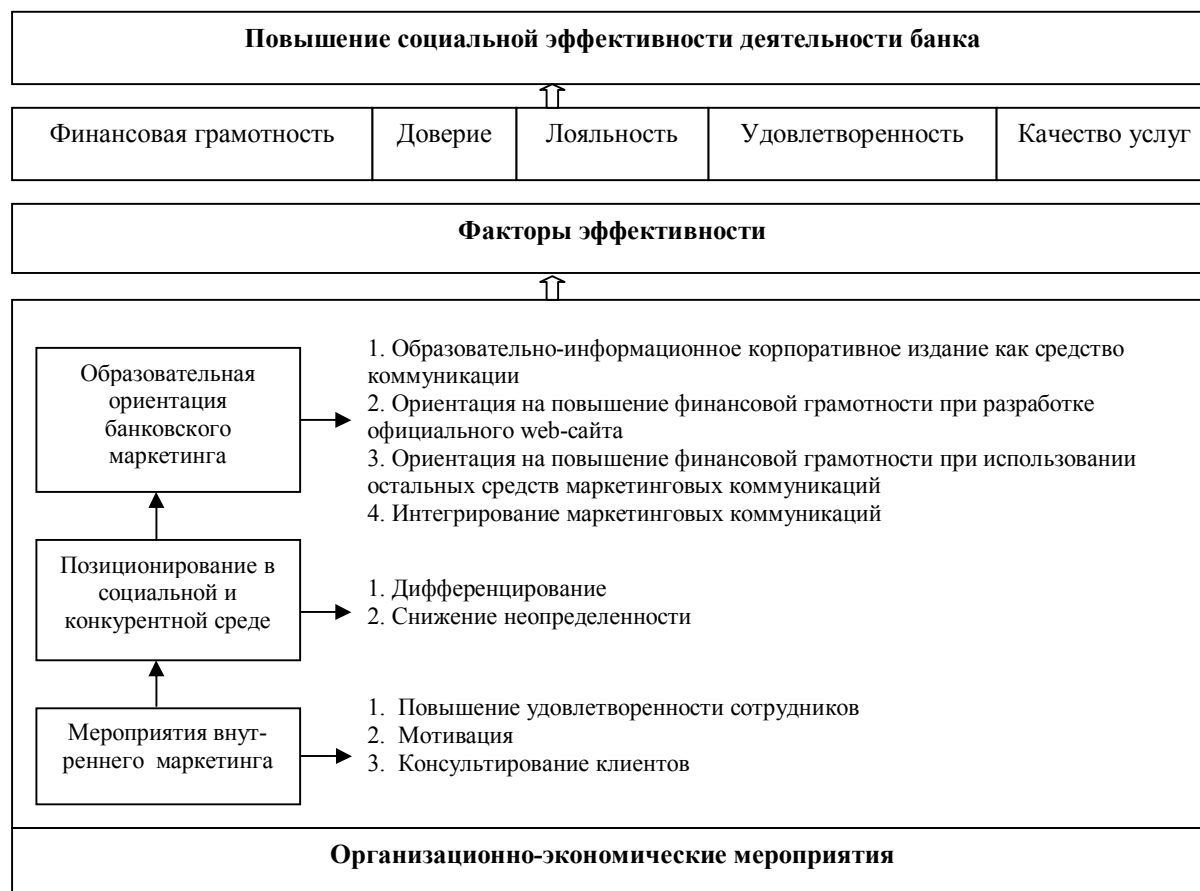 Повышение социальной эффективности деятельности банка
Финансовая грамотность
Доверие
Лояльность
Удовлетворенность
Качество услуг
Факторы эффективности
Образовательная
ориентация
банковского
маркетинга
1. Образовательно-информационное корпоративное издание как средство
коммуникации
2. Ориентация на повышение финансовой грамотности при разработке
официального web-сайта
3. Ориентация на повышение финансовой грамотности при использовании
остальных средств маркетинговых коммуникаций
4. Интегрирование маркетинговых коммуникаций
Позиционирование в
социальной и
конкурентной среде
1. Дифференцирование
2. Снижение неопределенности
Мероприятия внут-
реннего маркетинга
1. Повышение удовлетворенности сотрудников
2. Мотивация
3. Консультирование клиентов
Организационно-экономические мероприятия